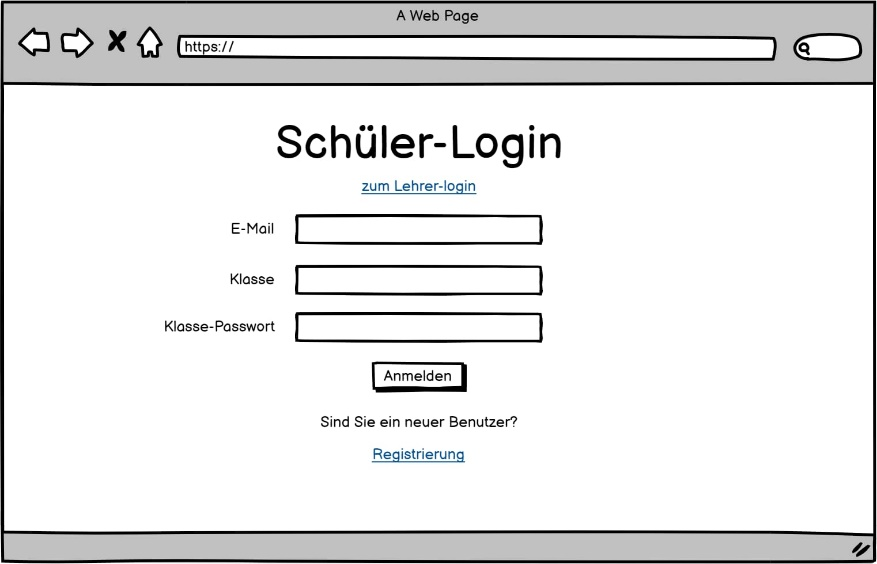 A Web Page
https://
Schüler-Login
zum Lehrer-login
E-Mail
Klasse
Klasse-Passwort
Anmelden
Sind Sie ein neuer Benutzer?
Registrierung